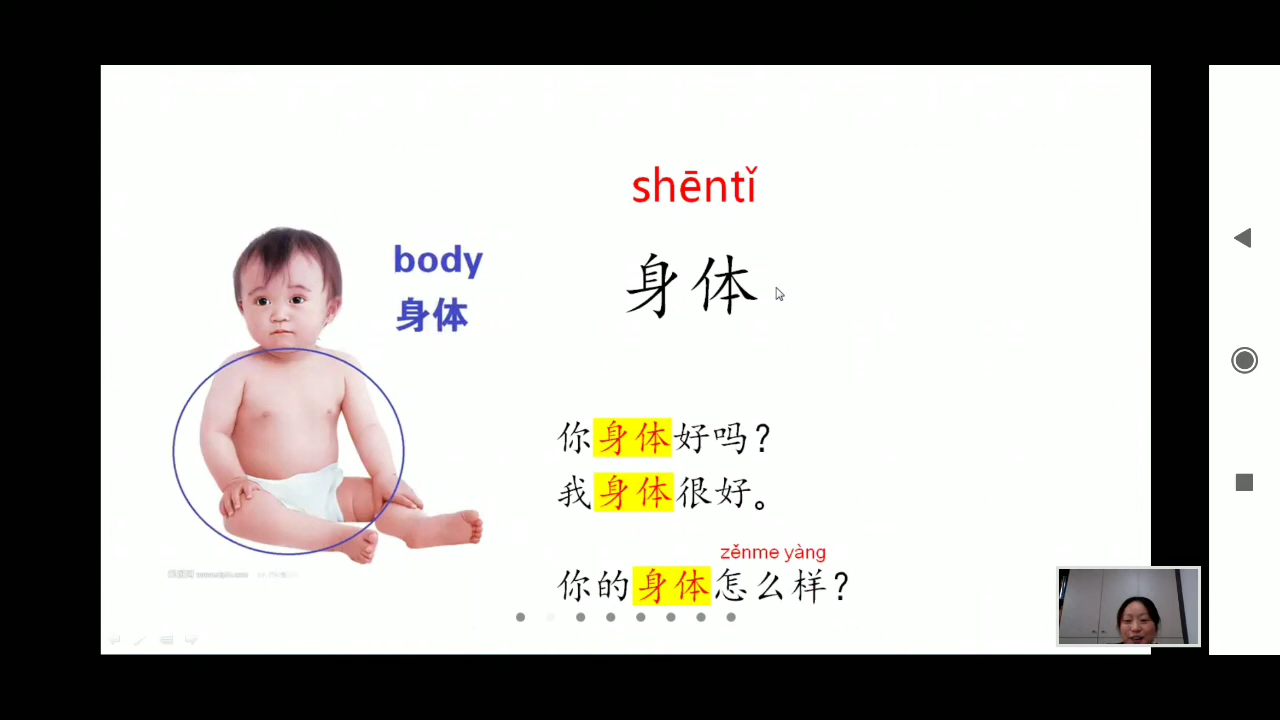 shēntǐ
body
身体
身体
你身体好吗？
我身体很好。
zěnme yàng
你的身体怎么样？